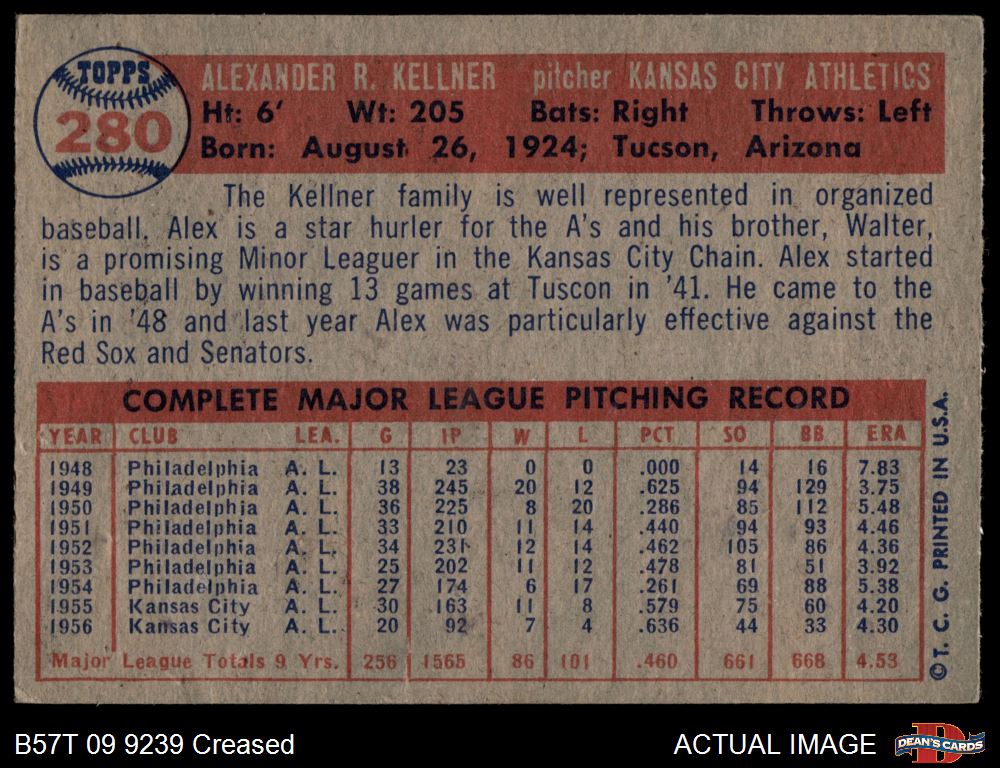 TOPPS
280
ALEXANDER R. KELLNER pitcher KANSAS CITY ATHLETICS
Ht: 6' Wt: 205 Bats: Right Throws: Left
Born: August 26, 1924; Tucson, Arizona
The Kellner family is well represented in organized
baseball. Alex is a star hurler for the A's and his brother, Walter,
is a promising Minor Leaguer in the Kansas City Chain. Alex started
in baseball by winning 13 games at Tuscon in '41. He came to the
A's in '48 and last year Alex was particularly effective against the
Red Sox and Senators.
COMPLETE MAJOR LEAGUE PITCHING RECORD
YEAR CLUB LEA. G IP W L PCT SO BB ERA
1948 Philadelphia A. L. 13 23 0 0 .000 14 16 7.83
1949 Philadelphia A. L. 38 245 20 12 .625 94 129 3.75
1950 Philadelphia A. L. 36 225 8 20 .286 85 112 5.48
1951 Philadelphia A. L. 33 210 11 14 .440 94 93 4.46
1952 Philadelphia A. L. 34 231 12 14 .462 105 86 4.36
1953 Philadelphia A. L. 25 202 11 12 .478 81 51 3.92
1954 Philadelphia A. L. 27 174 6 17 .261 69 88 5.38
1955 Kansas City A. L. 30 163 11 8 .579 75 60 4.20
1956 Kansas City A. L. 20 92 7 4 .636 44 33 4.30
Major League Totals 9 Yrs. 256 1565 86 101 .460 661 668 4.53
© T. C. G. PRINTED IN U.S.A.
B57T 09 9239 Creased
ACTUAL IMAGE
DEAN'S CARDS